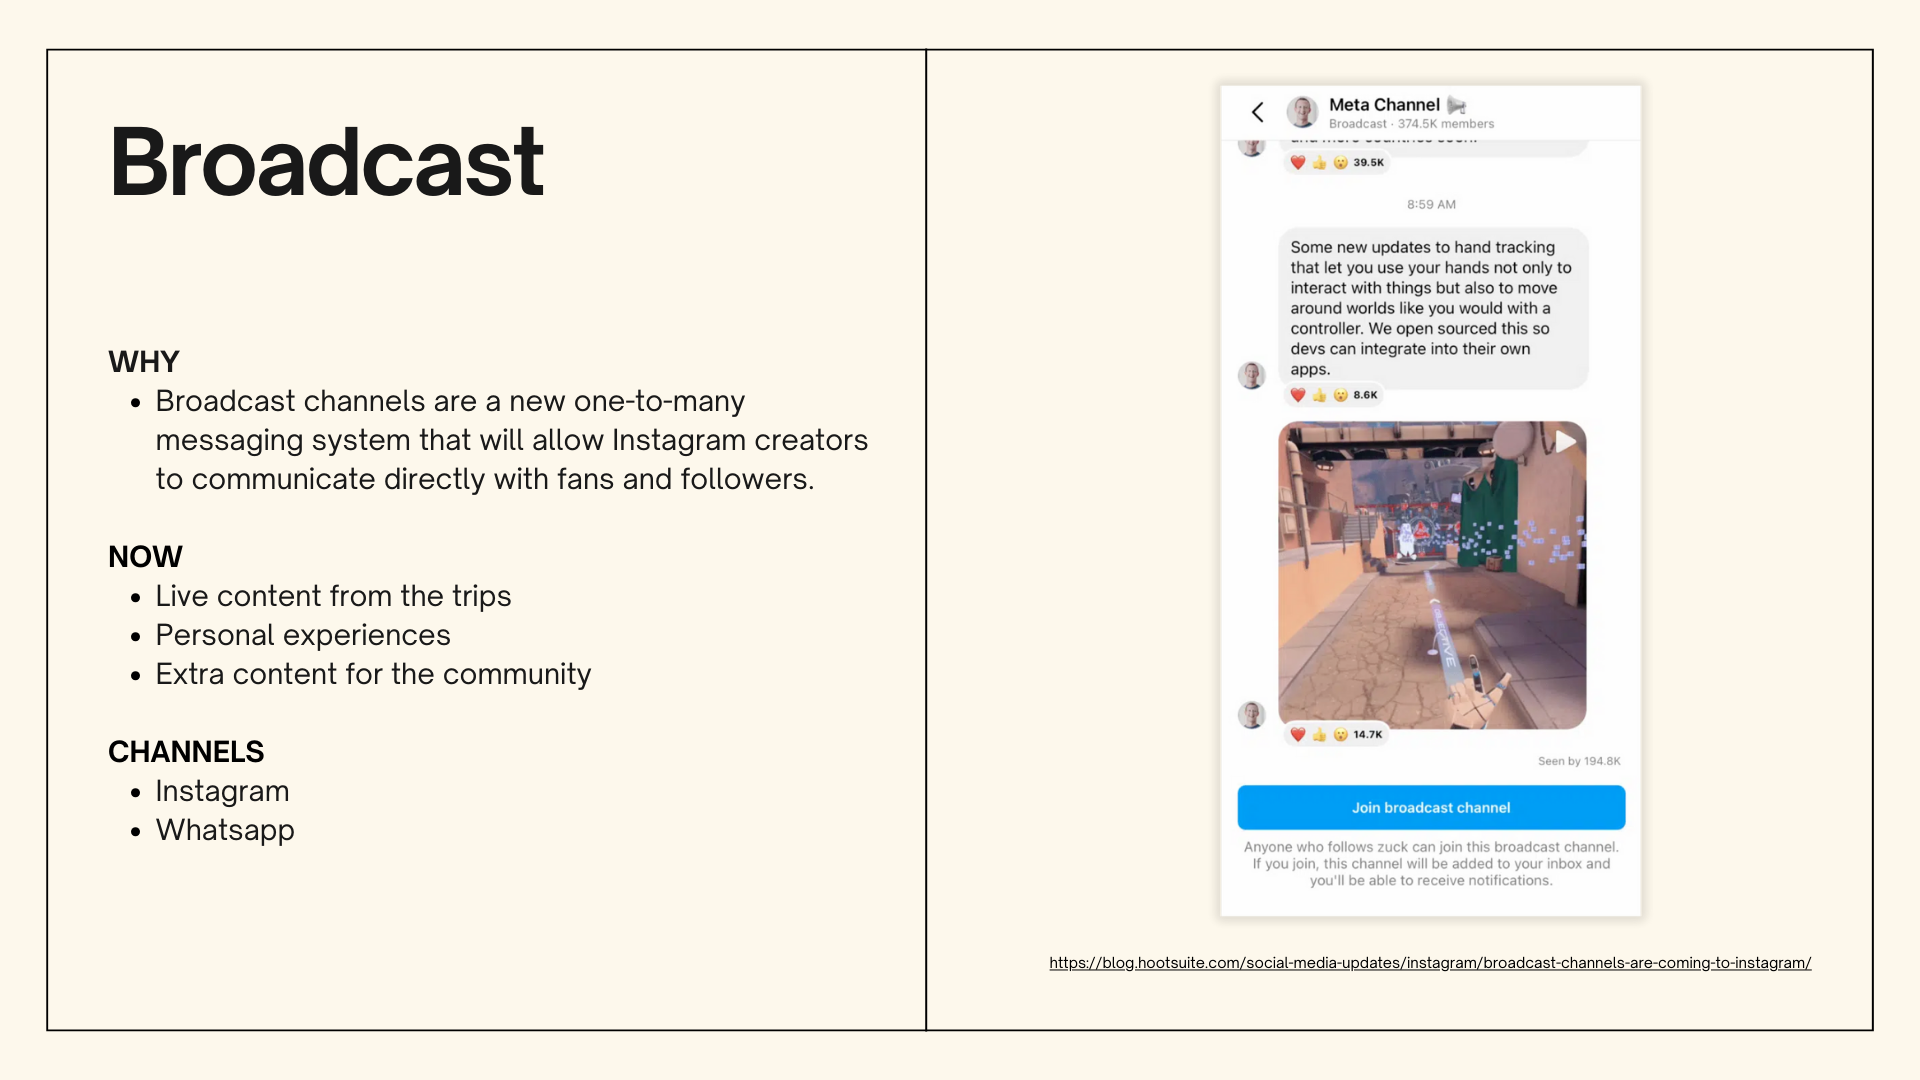 Broadcast
WHY
• Broadcast channels are a new one-to-many
messaging system that will allow Instagram creators
to communicate directly with fans and followers.
NOW
• Live content from the trips
• Personal experiences
• Extra content for the community
CHANNELS
• Instagram
• Whatsapp
Meta Channel
Broadcast · 374.5K members
and more countries soon.
39.5K
8:59 AM
Some new updates to hand tracking
that let you use your hands not only to
interact with things but also to move
around worlds like you would with a
controller. We open sourced this so
devs can integrate into their own
apps.
8.6K
OBJECTIVE
14.7K
Seen by 194.8K
Join broadcast channel
Anyone who follows zuck can join this broadcast channel.
If you join, this channel will be added to your inbox and
you'll be able to receive notifications.
https://blog.hootsuite.com/social-media-updates/instagram/broadcast-channels-are-coming-to-instagram/